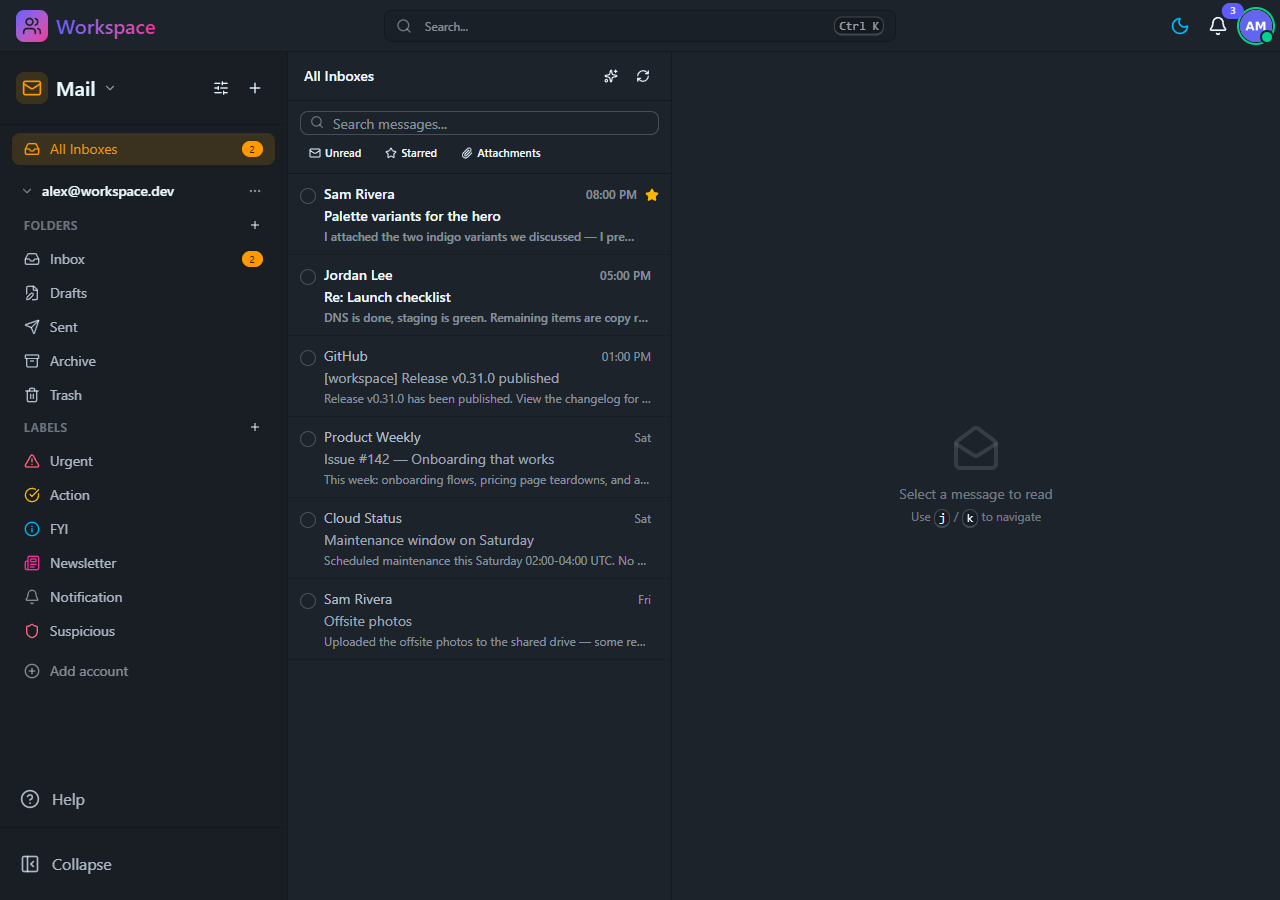 Workspace
Search...
Ctrl K
3
AM
Mail
All Inboxes
2
alex@workspace.dev
FOLDERS
Inbox
2
Drafts
Sent
Archive
Trash
LABELS
Urgent
Action
FYI
Newsletter
Notification
Suspicious
Add account
Help
Collapse
All Inboxes
Search messages...
Unread Starred Attachments
Sam Rivera 08:00 PM
Palette variants for the hero
I attached the two indigo variants we discussed — I pre...
Jordan Lee 05:00 PM
Re: Launch checklist
DNS is done, staging is green. Remaining items are copy r...
GitHub 01:00 PM
[workspace] Release v0.31.0 published
Release v0.31.0 has been published. View the changelog for ...
Product Weekly Sat
Issue #142 — Onboarding that works
This week: onboarding flows, pricing page teardowns, and a...
Cloud Status Sat
Maintenance window on Saturday
Scheduled maintenance this Saturday 02:00-04:00 UTC. No ...
Sam Rivera Fri
Offsite photos
Uploaded the offsite photos to the shared drive — some re...
Select a message to read
Use j / k to navigate